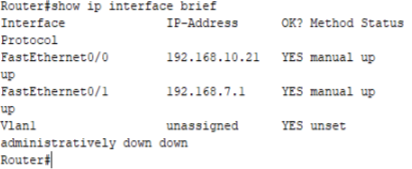 Router#show ip interface brief
Interface IP-Address OK? Method Status
Protocol
FastEthernet0/0 192.168.10.21 YES manual up
up
FastEthernet0/1 192.168.7.1 YES manual up
up
Vlan1 unassigned YES unset
administratively down down
Router#